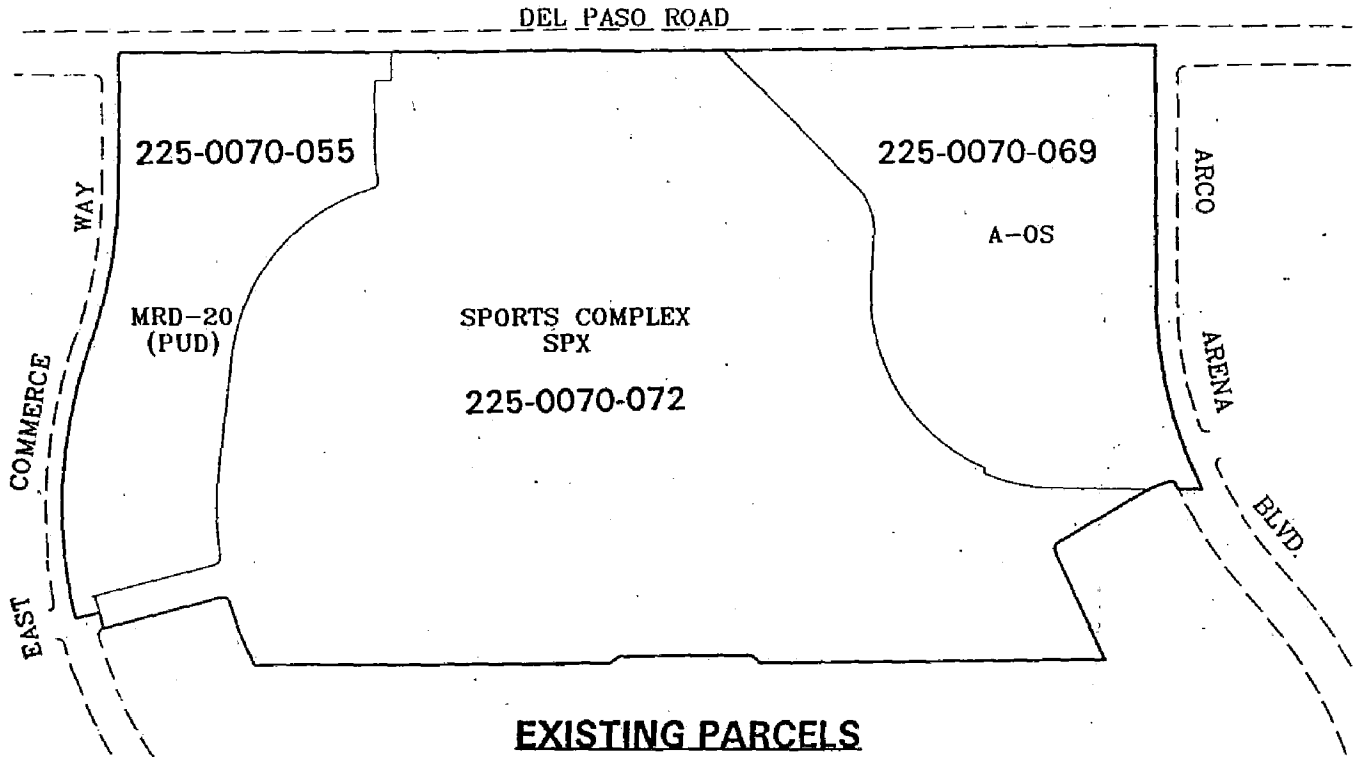 DEL PASO ROAD
225-0070-055
225-0070-069
ARCO
WAY
A-OS
MRD-20
(PUD)
SPORTS COMPLEX
SPX
225-0070-072
ARENA
COMMERCE
BLVD.
EAST
EXISTING PARCELS